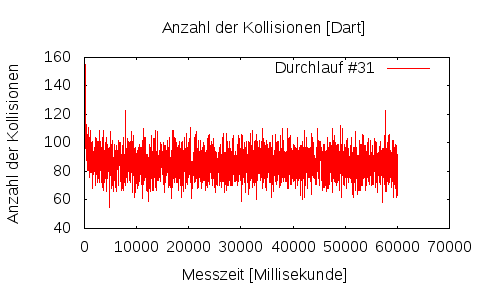 Anzahl der Kollisionen [Dart]
Durchlauf #31
Anzahl der Kollisionen
160
140
120
100
80
60
40
0 10000 20000 30000 40000 50000 60000 70000
Messzeit [Millisekunde]